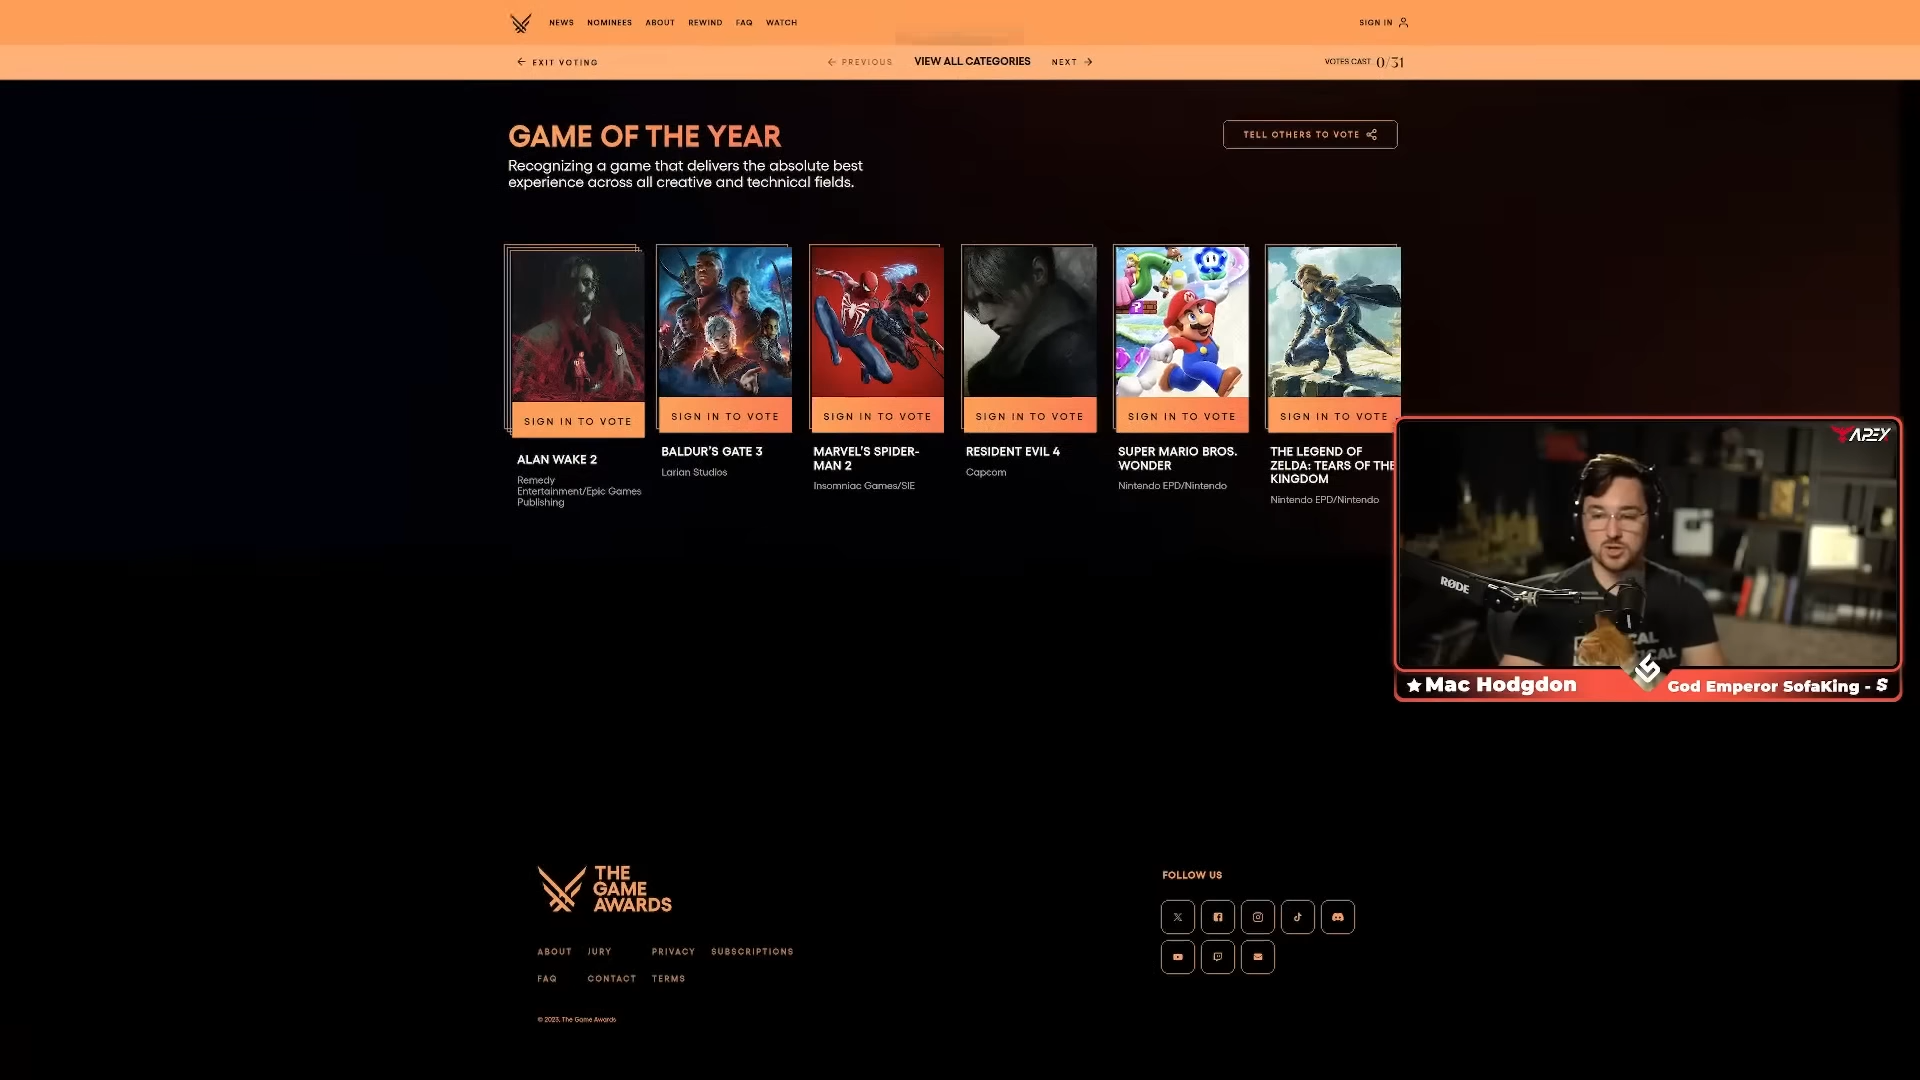 NEWS NOMINEES ABOUT REWIND FAQ WATCH
SIGN IN
EXIT VOTING
PREVIOUS
VIEW ALL CATEGORIES
NEXT
VOTES CAST 0/31
GAME OF THE YEAR
TELL OTHERS TO VOTE
Recognizing a game that delivers the absolute best
experience across all creative and technical fields.
SIGN IN TO VOTE
ALAN WAKE 2
Remedy
Entertainment/Epic Games
Publishing
SIGN IN TO VOTE
BALDUR'S GATE 3
Larian Studios
SIGN IN TO VOTE
MARVEL'S SPIDER-
MAN 2
Insomniac Games/SIE
SIGN IN TO VOTE
RESIDENT EVIL 4
Capcom
SIGN IN TO VOTE
SUPER MARIO BROS.
WONDER
Nintendo EPD/Nintendo
SIGN IN TO VOTE
THE LEGEND OF
ZELDA: TEARS OF THE
KINGDOM
Nintendo EPD/Nintendo
APEX
RØDE
Mac Hodgdon
God Emperor SofaKing - $
THE
GAME
AWARDS
FOLLOW US
ABOUT JURY PRIVACY SUBSCRIPTIONS
FAQ CONTACT TERMS
© 2023. The Game Awards